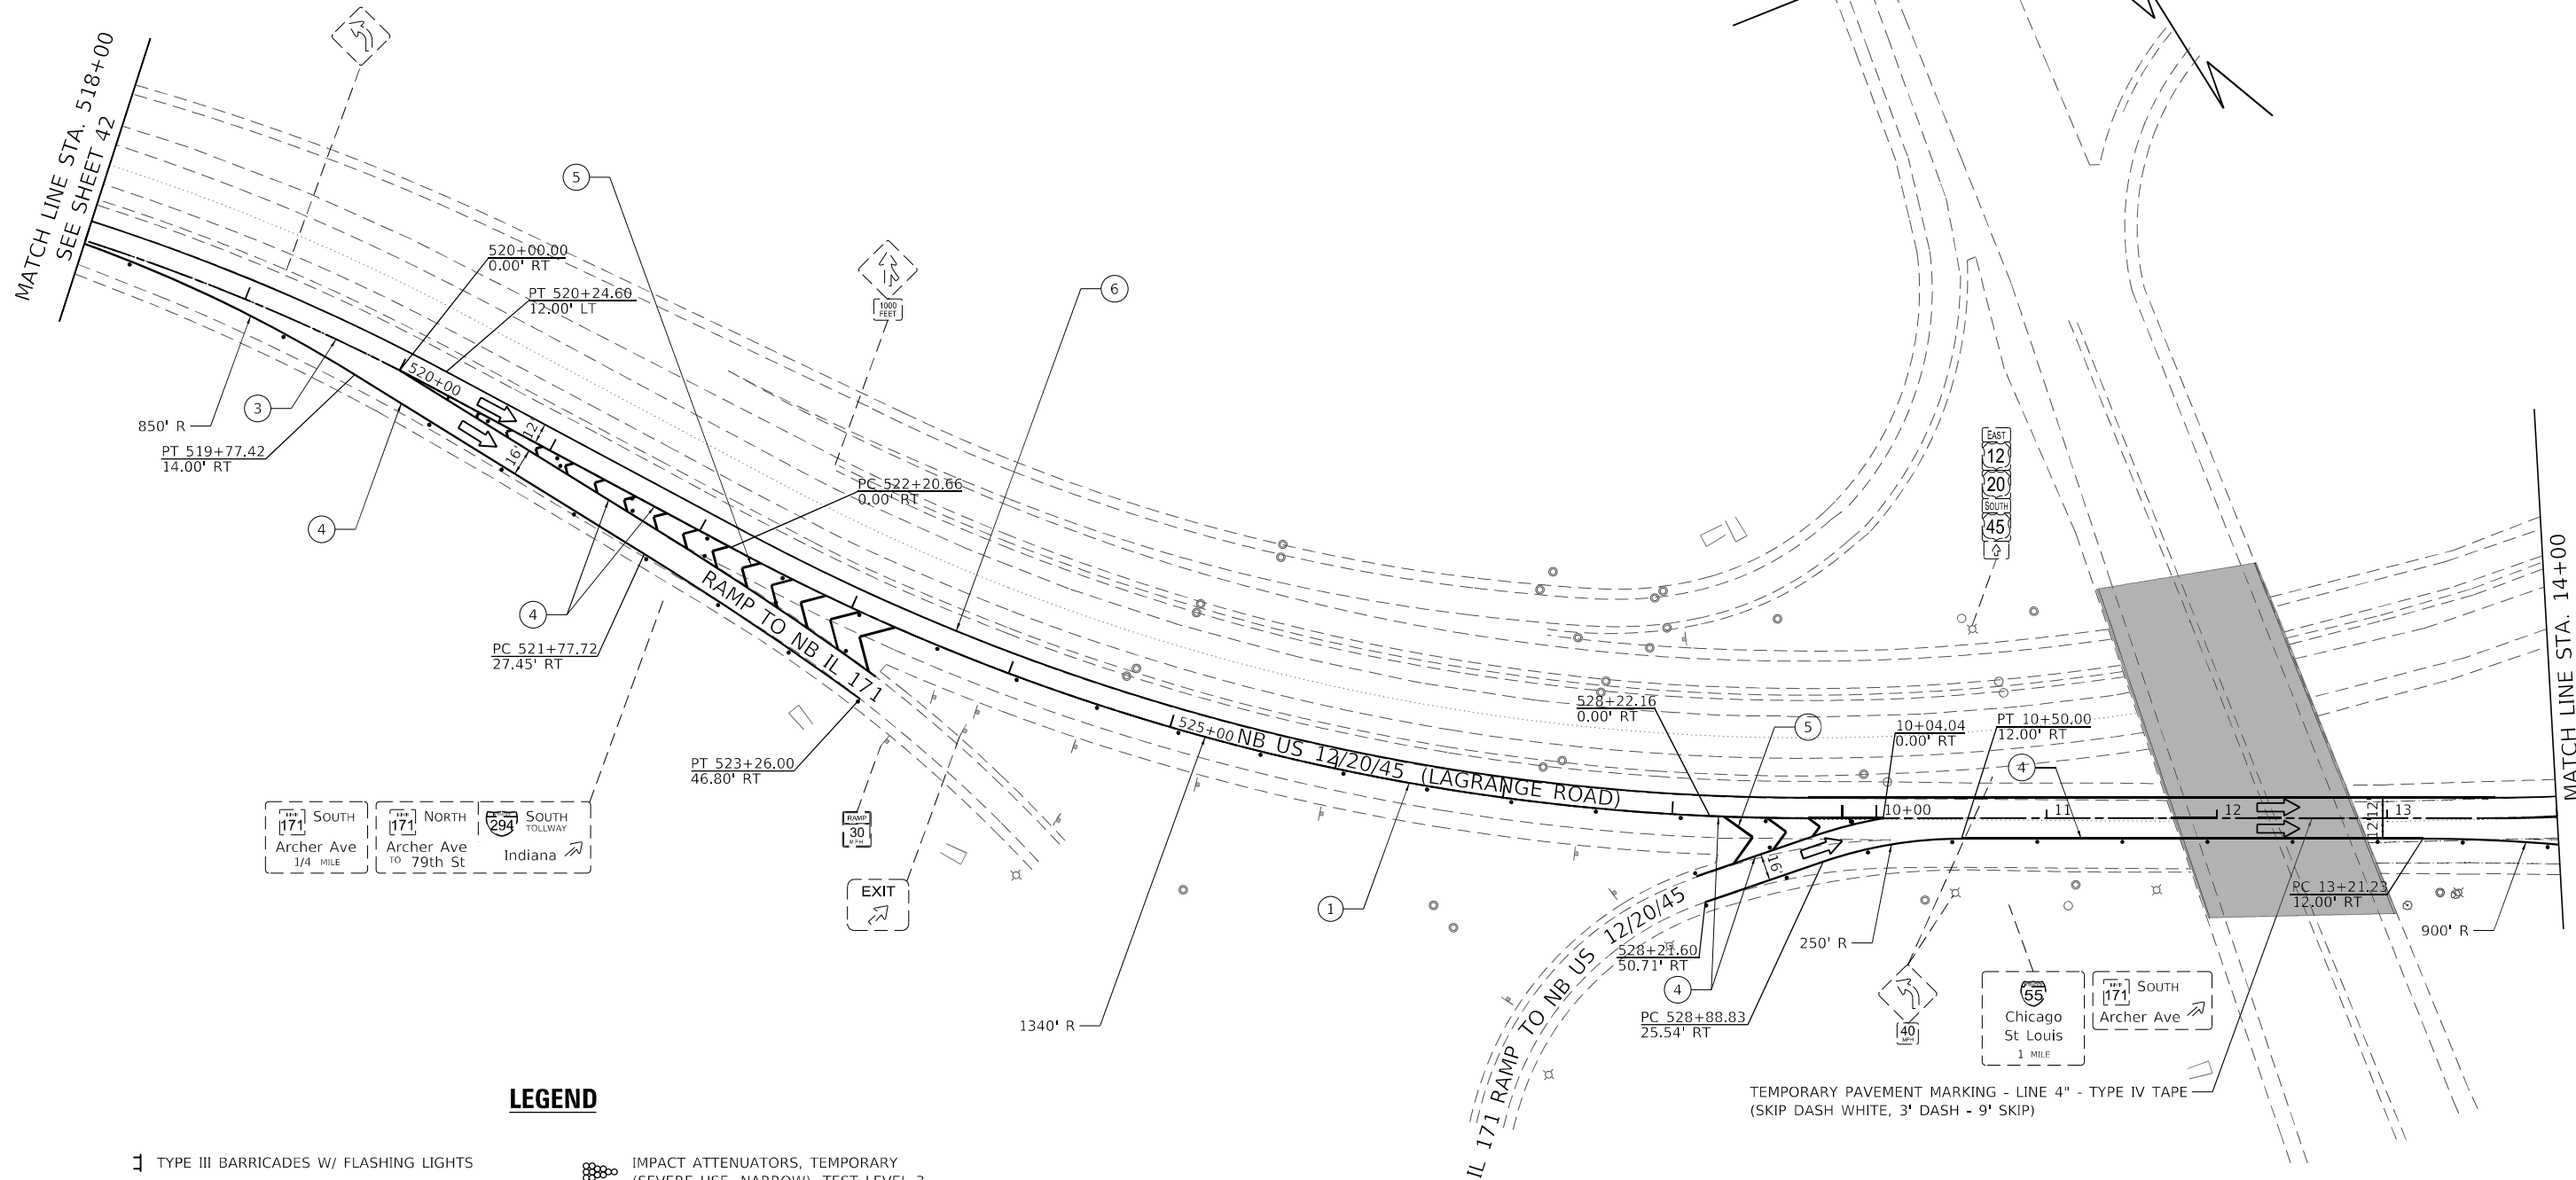 MATCH LINE STA. 518+00
SEE SHEET 42
5
520+00.00
0.00' RT
PT 520+24.60
12.00' LT
6
1000
FEET
520+00
3
850' R
PT 519+77.42
14.00' RT
12'
16'
4
PC 522+20.66
0.00' RT
4
PC 521+77.72
27.45' RT
RAMP TO NB IL 171
PT 523+26.00
46.80' RT
171 SOUTH
Archer Ave
1/4 MILE
171 NORTH
Archer Ave
TO 79th St
294 SOUTH
TOLLWAY
Indiana
RAMP
30
MPH
EXIT
525+00
NB US 12/20/45 (LAGRANGE ROAD)
1
1340' R
528+22.16
0.00' RT
5
10+04.04
0.00' RT
PT 10+50.00
12.00' RT
4
EAST
12
20
SOUTH
45
10+00
11
12
13
12'
12'
16'
MATCH LINE STA. 14+00
PC 13+21.23
12.00' RT
900' R
250' R
528+21.60
50.71' RT
4
PC 528+88.83
25.54' RT
IL 171 RAMP TO NB US 12/20/45
40
MPH
55
Chicago
St Louis
1 MILE
171 SOUTH
Archer Ave
TEMPORARY PAVEMENT MARKING - LINE 4" - TYPE IV TAPE
(SKIP DASH WHITE, 3' DASH - 9' SKIP)
LEGEND
TYPE III BARRICADES W/ FLASHING LIGHTS
IMPACT ATTENUATORS, TEMPORARY
(SEVERE USE, NARROW), TEST LEVEL 3